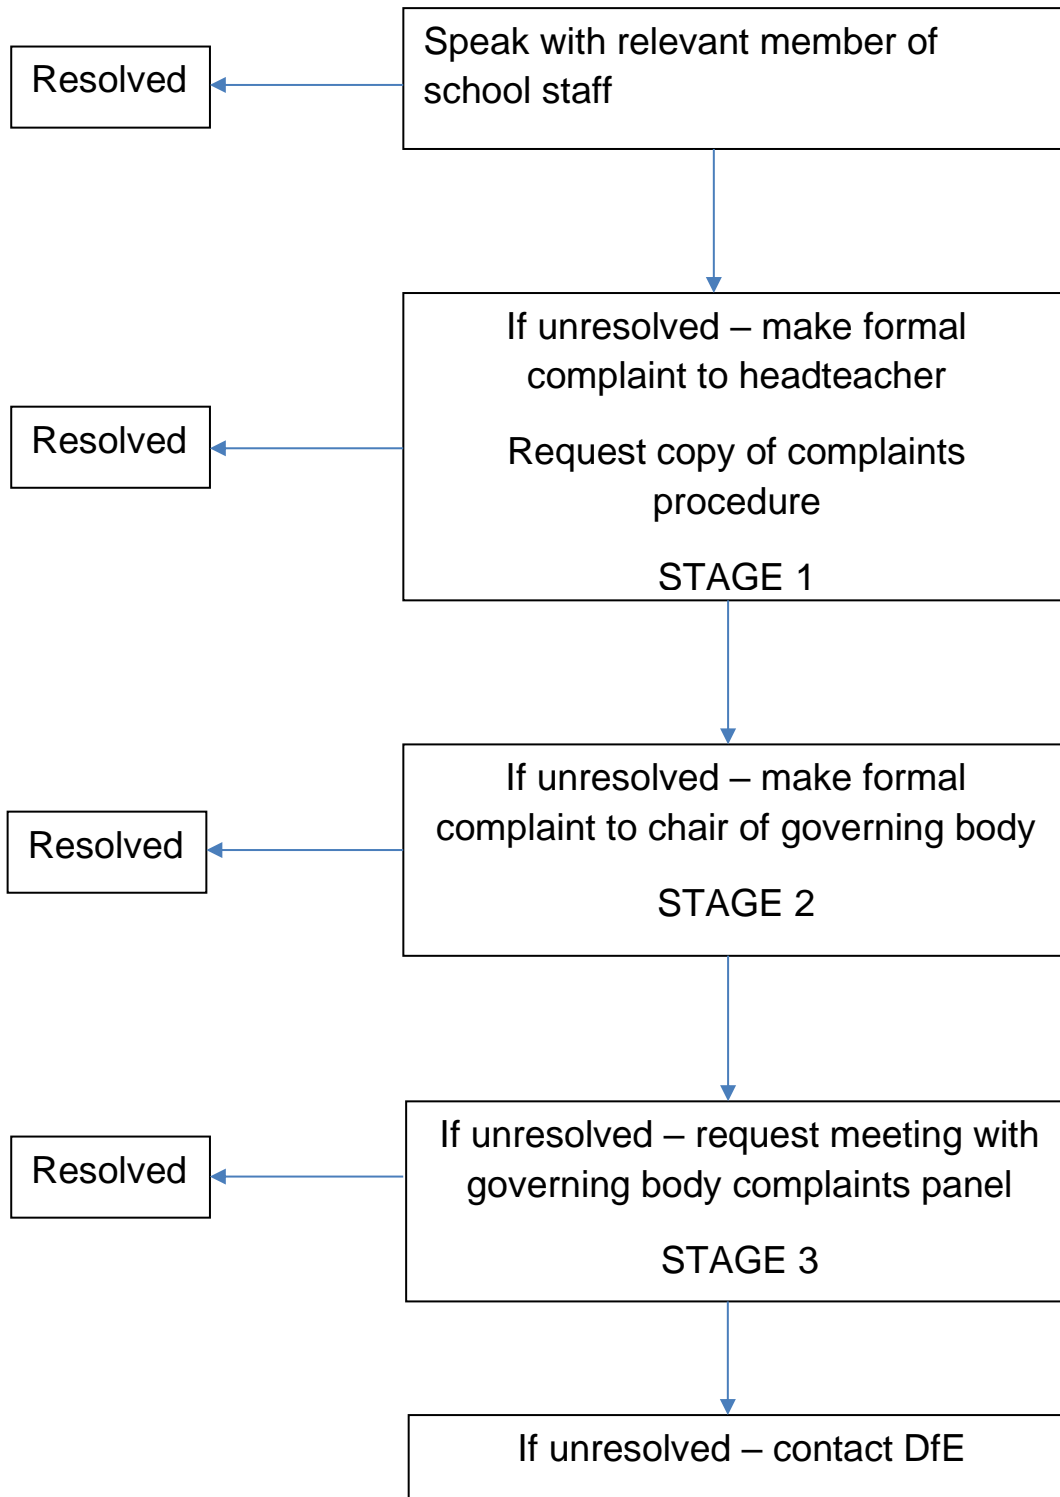 Speak with relevant member of
school staff
Resolved
If unresolved – make formal
complaint to headteacher
Request copy of complaints
procedure
STAGE 1
Resolved
If unresolved – make formal
complaint to chair of governing body
STAGE 2
Resolved
If unresolved – request meeting with
governing body complaints panel
STAGE 3
Resolved
If unresolved – contact DfE